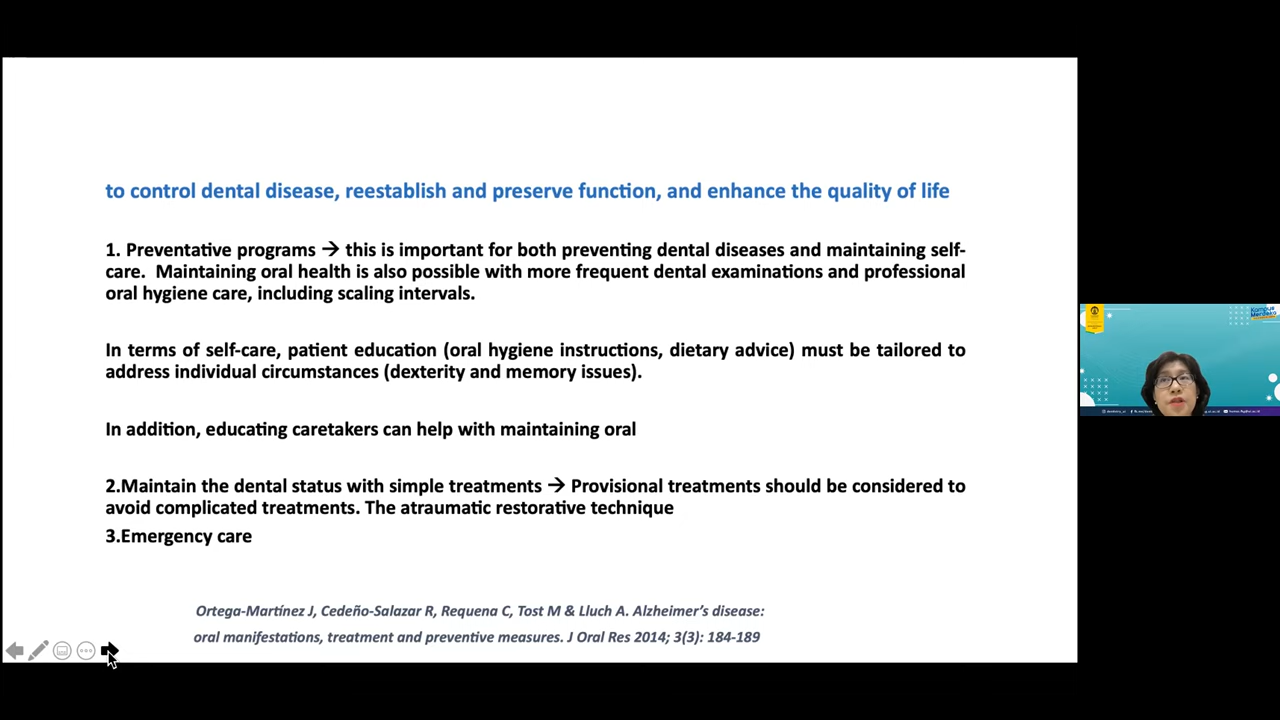 to control dental disease, reestablish and preserve function, and enhance the quality of life
1. Preventative programs → this is important for both preventing dental diseases and maintaining self-
care. Maintaining oral health is also possible with more frequent dental examinations and professional
oral hygiene care, including scaling intervals.
In terms of self-care, patient education (oral hygiene instructions, dietary advice) must be tailored to
address individual circumstances (dexterity and memory issues).
In addition, educating caretakers can help with maintaining oral
2.Maintain the dental status with simple treatments → Provisional treatments should be considered to
avoid complicated treatments. The atraumatic restorative technique
3.Emergency care
Ortega-Martínez J, Cedeño-Salazar R, Requena C, Tost M & Lluch A. Alzheimer's disease:
oral manifestations, treatment and preventive measures. J Oral Res 2014; 3(3): 184-189
Kampus
Merdeka